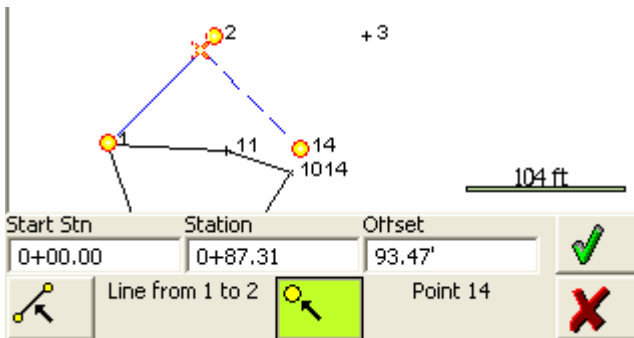 2
3
1
11
14
1014
104 ft
Start Stn Station Offset
0+00.00 0+87.31 93.47'
Line from 1 to 2 Point 14